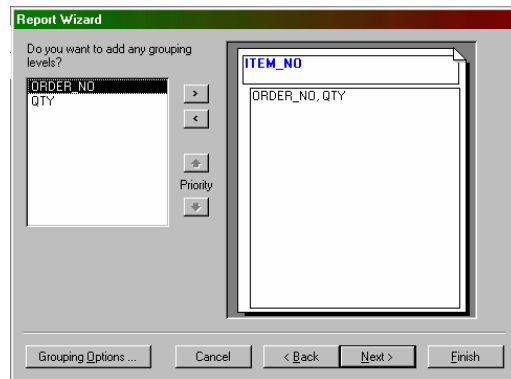 Report Wizard
Do you want to add any grouping
levels?
ORDER_NO
QTY
>
<
Priority
ITEM_NO
ORDER_NO, QTY
Grouping Options ...
Cancel
< Back
Next >
Finish